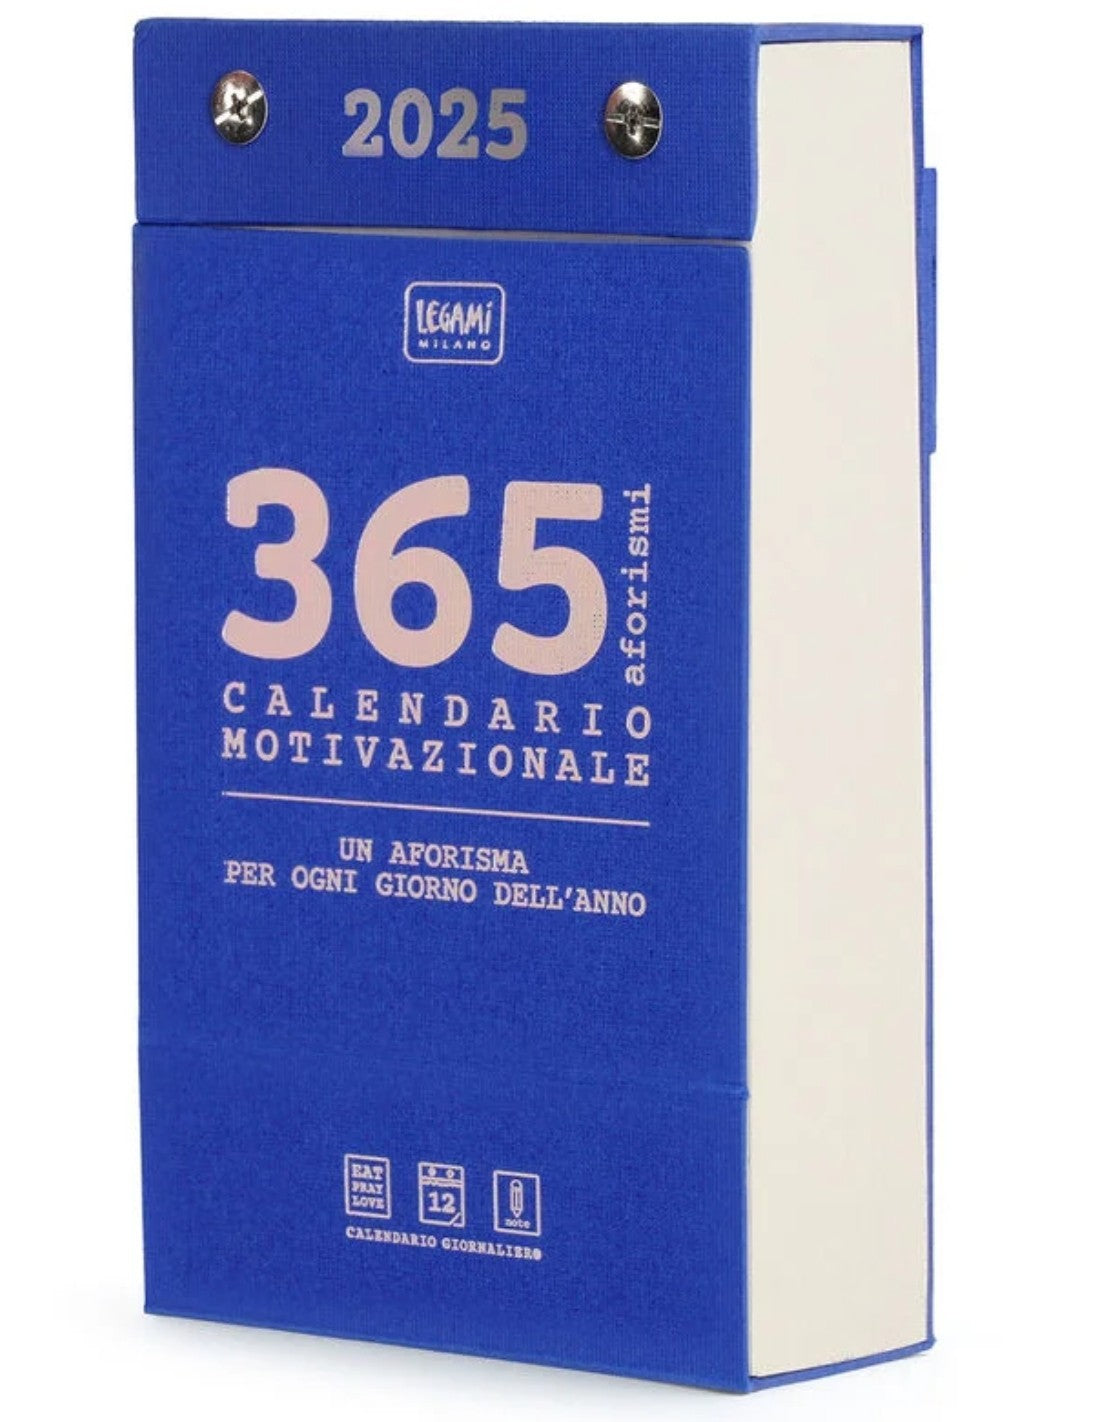 2025
LEGAMI
MILANO
365
aforismi
CALENDARIO
MOTIVAZIONALE
UN AFORISMA
PER OGNI GIORNO DELL'ANNO
EAT
PRAY
LOVE
12
note
CALENDARIO GIORNALIERO